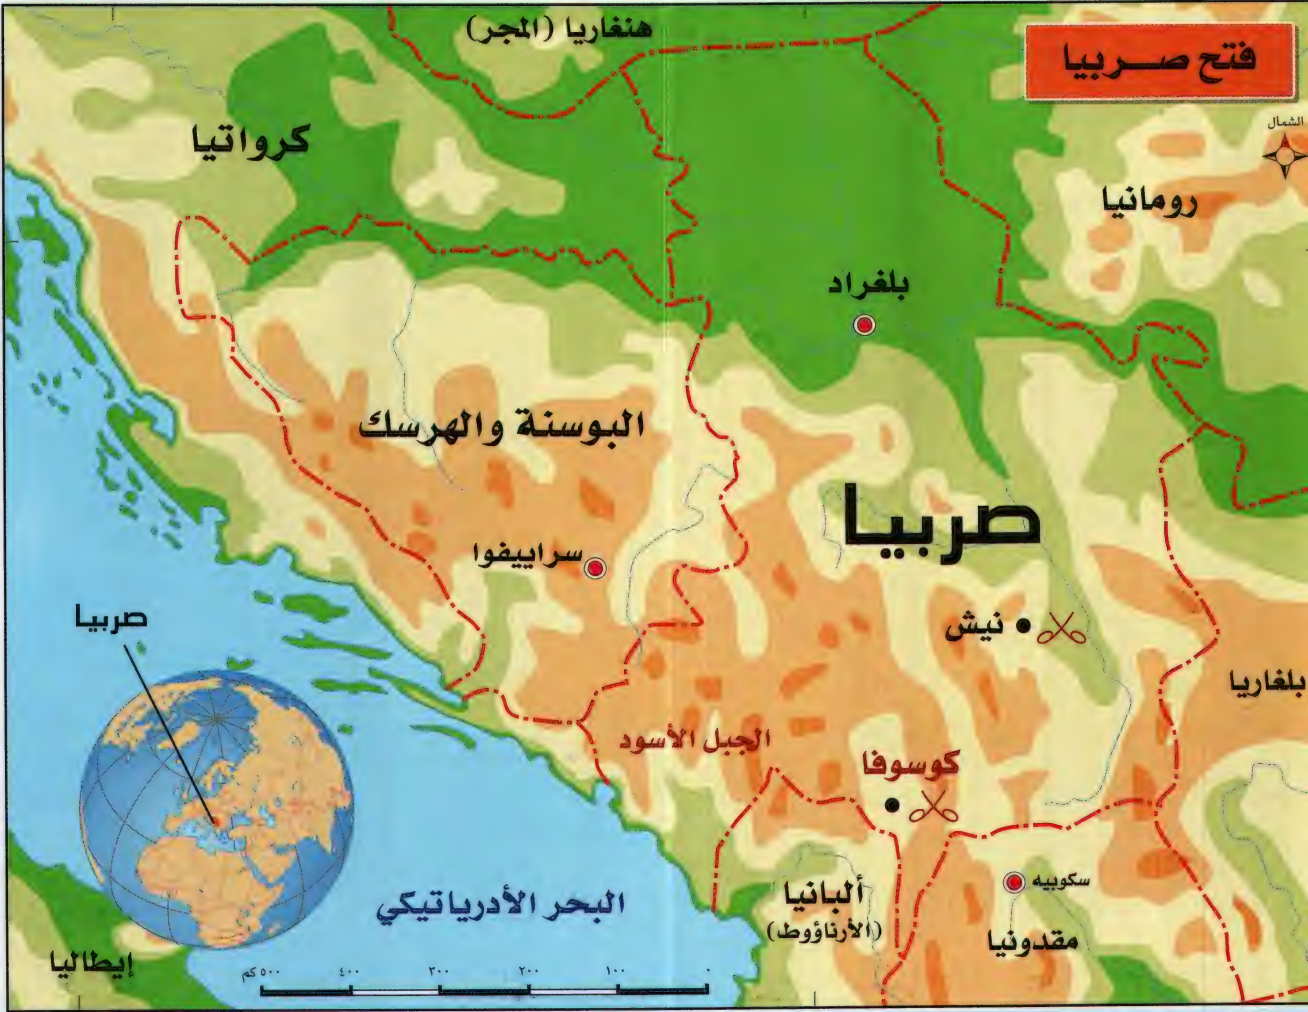 فتح صربيا
هنغاريا (المجر)
الشمال
كرواتيا
رومانيا
بلغراد
البوسنة والهرسك
صربيا
سراييفوا
صربيا
نيش
بلغاريا
الجبل الأسود
كوسوفا
سكوبيه
ألبانيا
(الأرناؤوط)
مقدونيا
البحر الأدرياتيكي
إيطاليا
٠ ١٠٠ ٢٠٠ ٣٠٠ ٤٠٠ ٥٠٠ كم